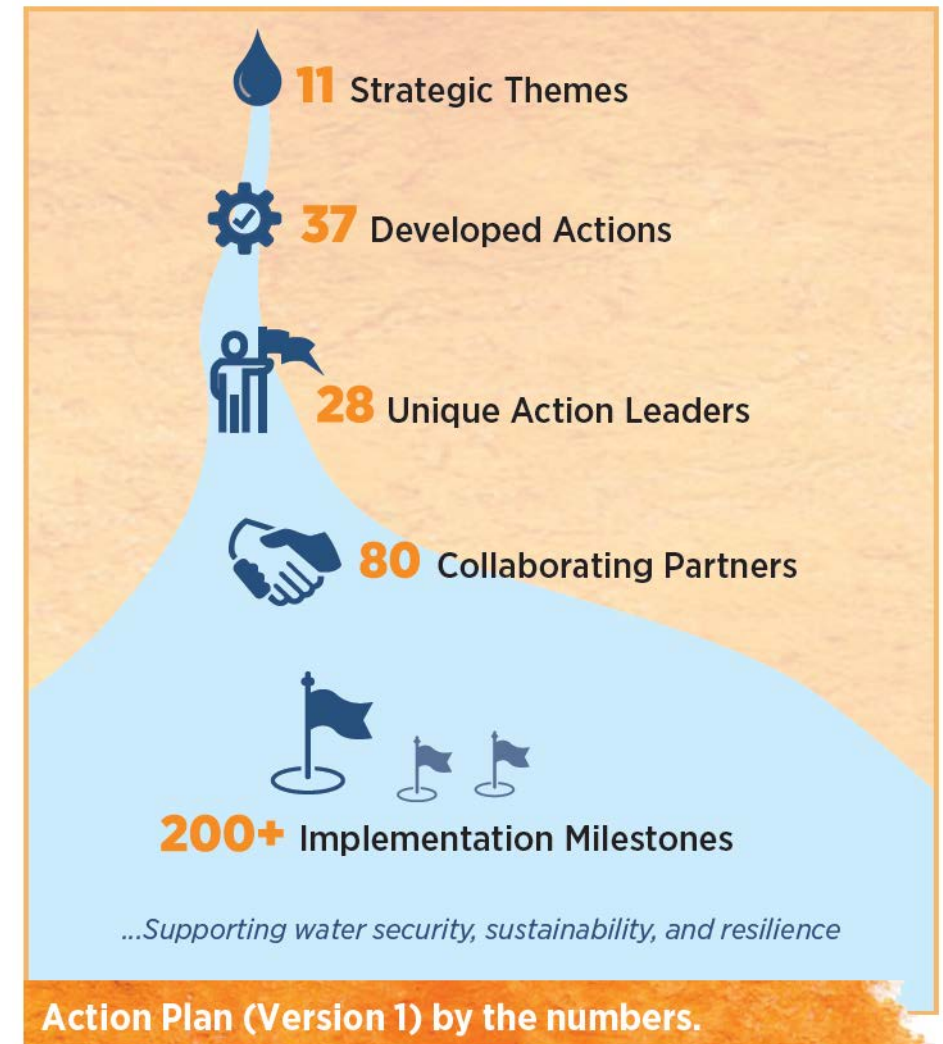 11 Strategic Themes
37 Developed Actions
28 Unique Action Leaders
80 Collaborating Partners
200+ Implementation Milestones
...Supporting water security, sustainability, and resilience
Action Plan (Version 1) by the numbers.